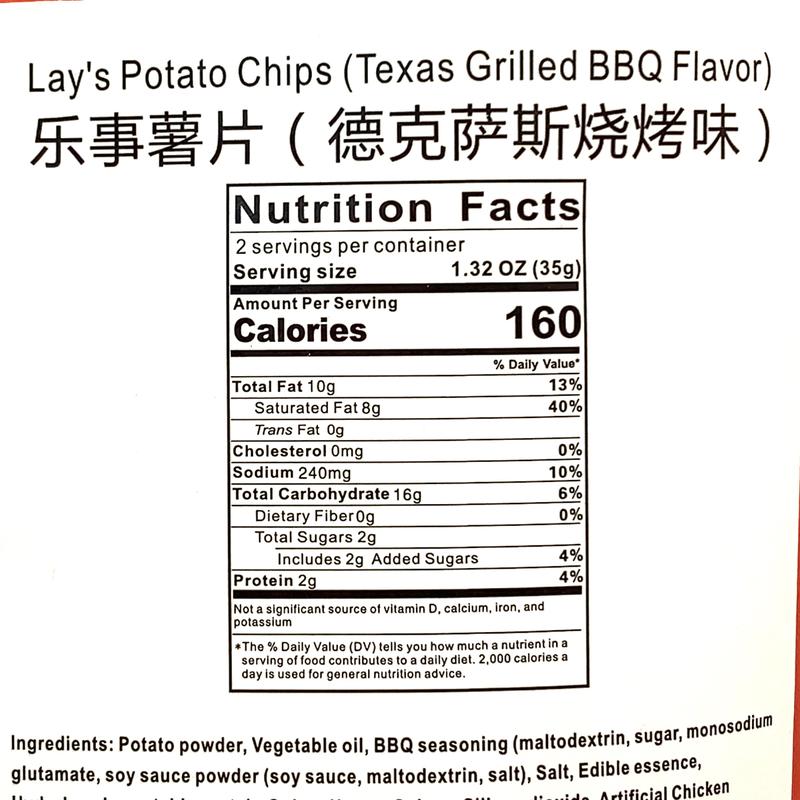 Lay's Potato Chips (Texas Grilled BBQ Flavor)
乐事薯片（德克萨斯烧烤味）
Nutrition Facts
2 servings per container
Serving size 1.32 OZ (35g)
Amount Per Serving
Calories 160
% Daily Value*
Total Fat 10g 13%
Saturated Fat 8g 40%
Trans Fat 0g
Cholesterol 0mg 0%
Sodium 240mg 10%
Total Carbohydrate 16g 6%
Dietary Fiber 0g 0%
Total Sugars 2g
Includes 2g Added Sugars 4%
Protein 2g 4%
Not a significant source of vitamin D, calcium, iron, and
potassium
*The % Daily Value (DV) tells you how much a nutrient in a
serving of food contributes to a daily diet. 2,000 calories a
day is used for general nutrition advice.
Ingredients: Potato powder, Vegetable oil, BBQ seasoning (maltodextrin, sugar, monosodium
glutamate, soy sauce powder (soy sauce, maltodextrin, salt), Salt, Edible essence,
Artificial Chicken